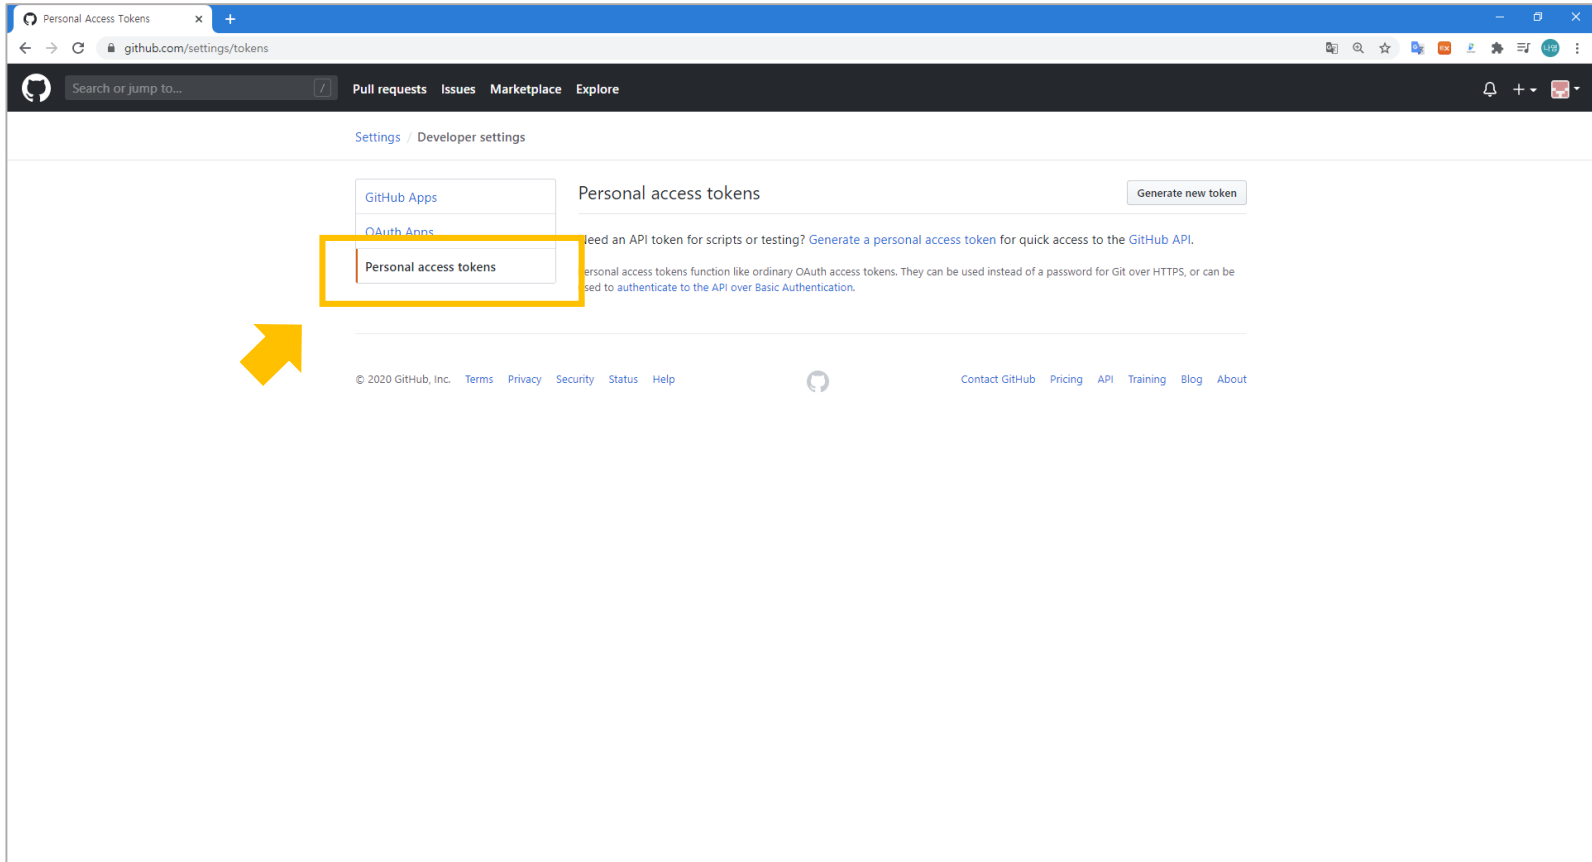 Personal Access Tokens
github.com/settings/tokens
나영
Search or jump to... /
Pull requests Issues Marketplace Explore
Settings / Developer settings
GitHub Apps
OAuth Apps
Personal access tokens
Personal access tokens
Generate new token
Need an API token for scripts or testing? Generate a personal access token for quick access to the GitHub API.
Personal access tokens function like ordinary OAuth access tokens. They can be used instead of a password for Git over HTTPS, or can be
used to authenticate to the API over Basic Authentication.
© 2020 GitHub, Inc. Terms Privacy Security Status Help
Contact GitHub Pricing API Training Blog About